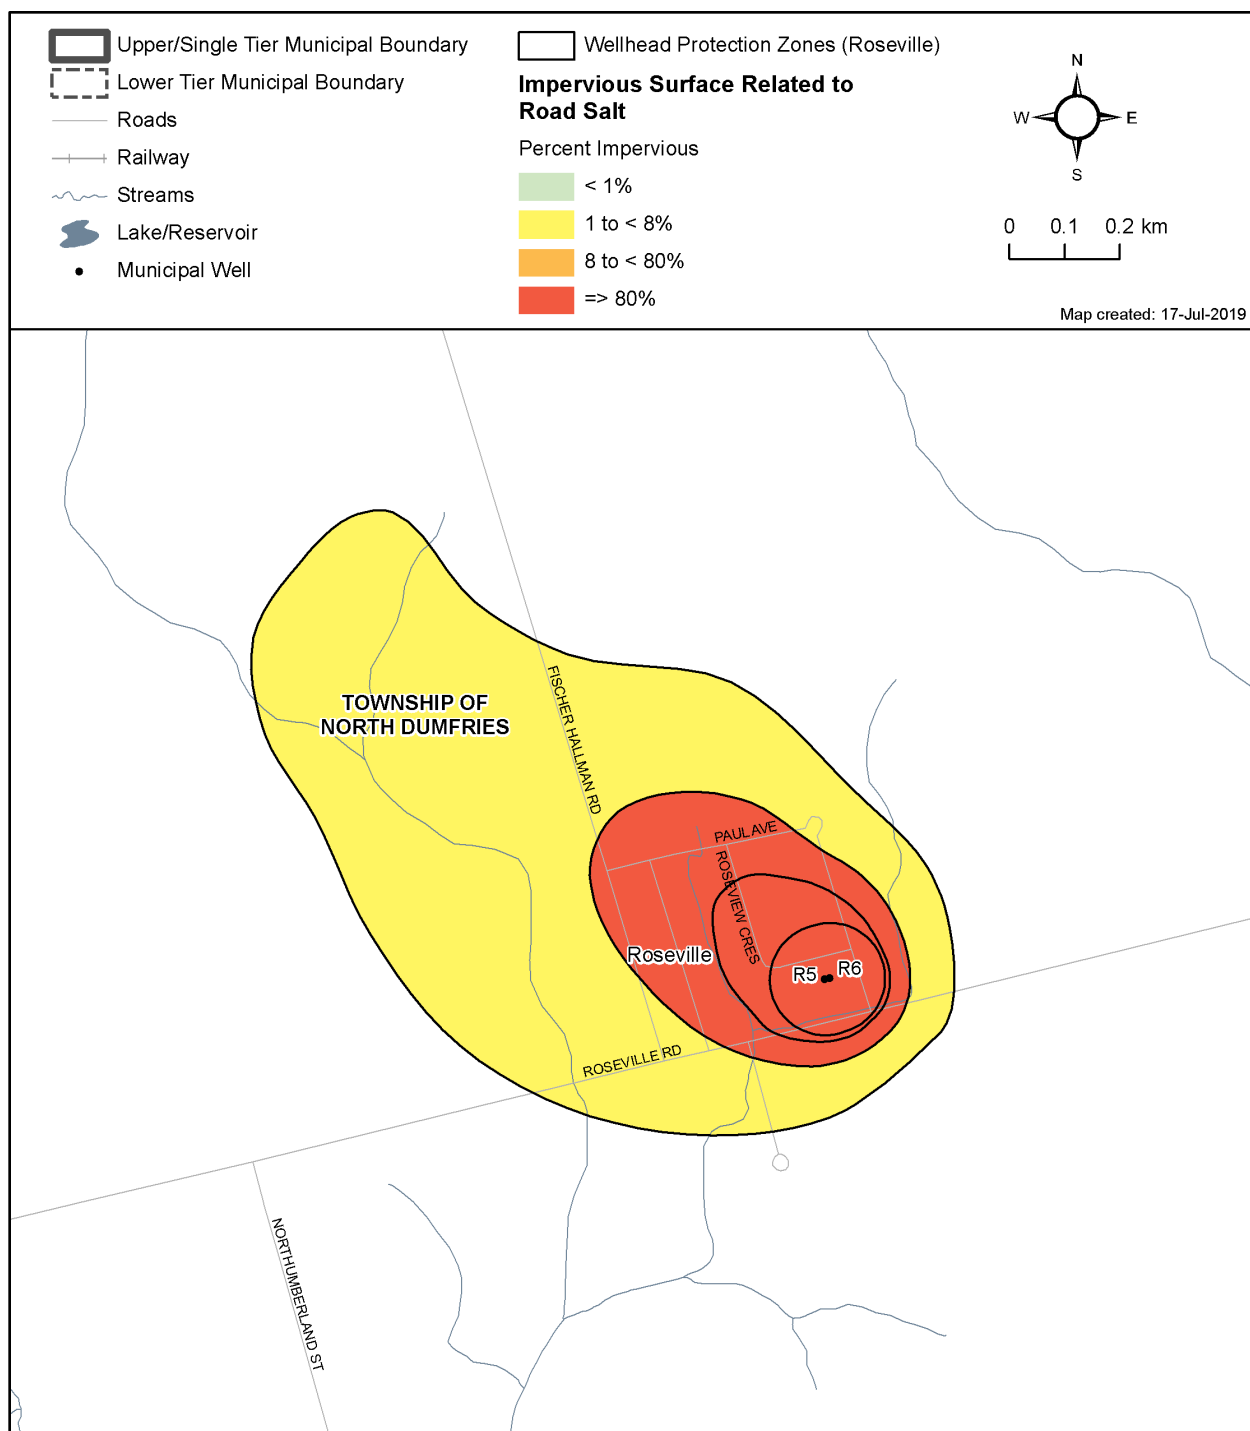 Upper/Single Tier Municipal Boundary
Lower Tier Municipal Boundary
Roads
Railway
Streams
Lake/Reservoir
Municipal Well
Wellhead Protection Zones (Roseville)
Impervious Surface Related to
Road Salt
Percent Impervious
< 1%
1 to < 8%
8 to < 80%
=> 80%
N
W E
S
0 0.1 0.2 km
Map created: 17-Jul-2019
TOWNSHIP OF
NORTH DUMFRIES
FISCHER HALLMAN RD
PAUL AVE
ROSEVIEW CRES
Roseville
R5 R6
ROSEVILLE RD
NORTHUMBERLAND ST